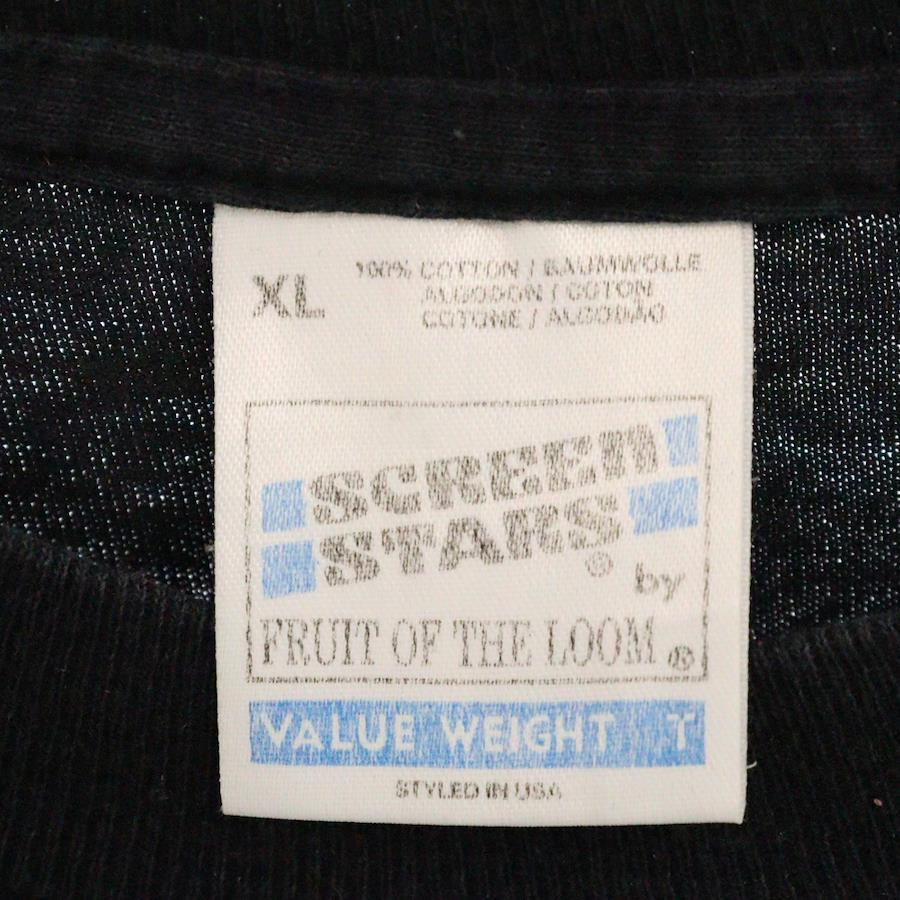 XL
100% COTTON / BAUMWOLLE
ALGODON / COTON
COTONE / ALGODÃO
SCREEN
STARS®
by
FRUIT OF THE LOOM®
VALUE WEIGHT T
STYLED IN USA